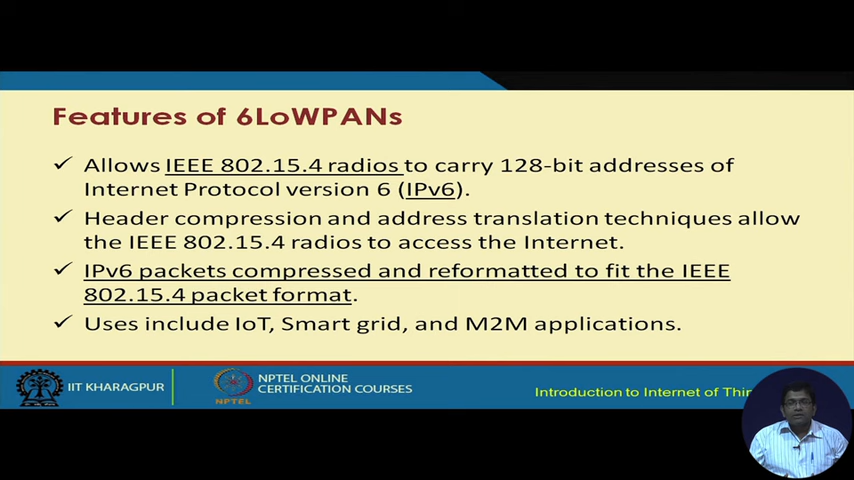 Features of 6LoWPANs
✓ Allows IEEE 802.15.4 radios to carry 128-bit addresses of
Internet Protocol version 6 (IPv6).
✓ Header compression and address translation techniques allow
the IEEE 802.15.4 radios to access the Internet.
✓ IPv6 packets compressed and reformatted to fit the IEEE
802.15.4 packet format.
✓ Uses include IoT, Smart grid, and M2M applications.
IIT KHARAGPUR
NPTEL
NPTEL ONLINE
CERTIFICATION COURSES
Introduction to Internet of